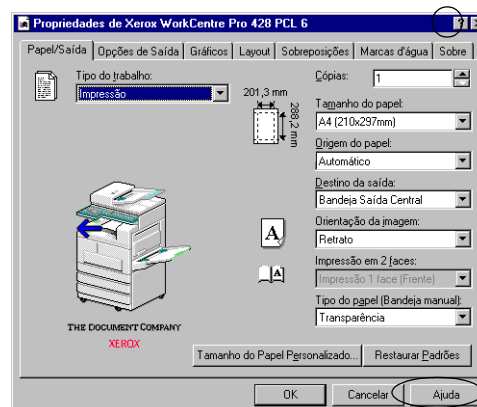 Propriedades de Xerox WorkCentre Pro 428 PCL 6
Papel/Saída Opções de Saída Gráficos Layout Sobreposições Marcas d'água Sobre
Tipo do trabalho:
Impressão
201,3 mm
288,2 mm
Cópias: 1
Tamanho do papel:
A4 (210x297mm)
Origem do papel:
Automático
Destino da saída:
Bandeja Saída Central
Orientação da imagem:
A
Retrato
Impressão em 2 faces:
A
Impressão 1 face (Frente)
Tipo do papel (Bandeja manual):
Transparência
THE DOCUMENT COMPANY
XEROX
Tamanho do Papel Personalizado... Restaurar Padrões
OK Cancelar Ajuda